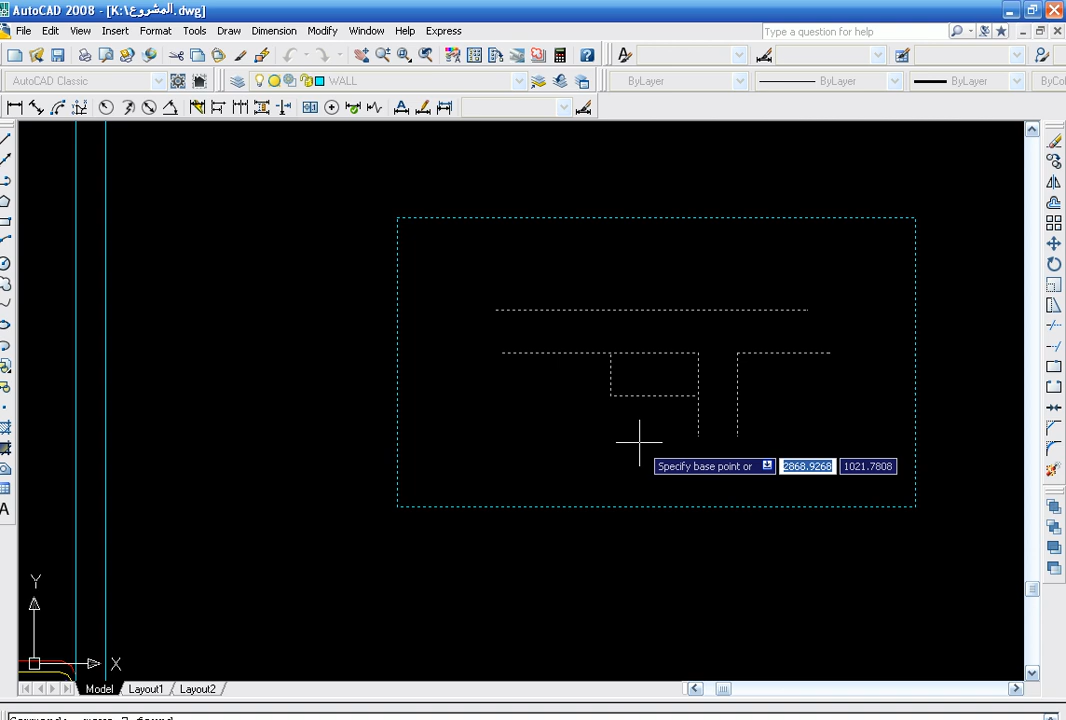 AutoCAD 2008 - [K:\المشروع.dwg]
File Edit View Insert Format Tools Draw Dimension Modify Window Help Express
Type a question for help
AutoCAD Classic
WALL
ByLayer
ByLayer
ByLayer
ByCol
A
Specify base point or
2868.9268
1021.7808
Y
X
Model
Layout1
Layout2